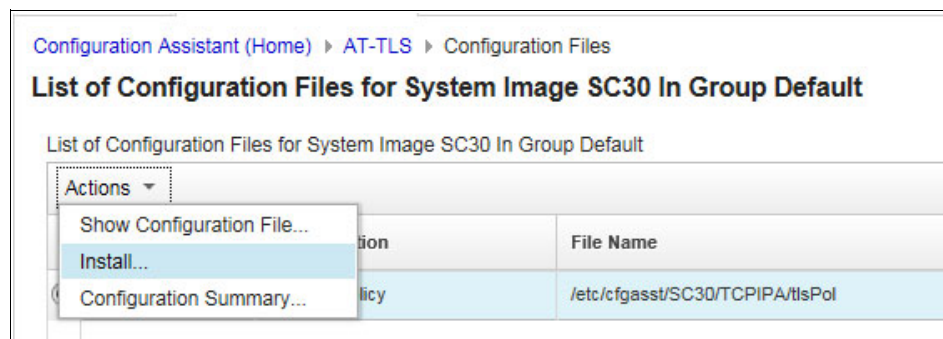 Configuration Assistant (Home) ▸ AT-TLS ▸ Configuration Files
List of Configuration Files for System Image SC30 In Group Default
List of Configuration Files for System Image SC30 In Group Default
Actions
Show Configuration File...
tion File Name
Install...
Configuration Summary... licy /etc/cfgasst/SC30/TCPIPA/tlsPol